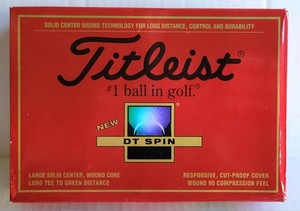 SOLID CENTER WOUND TECHNOLOGY FOR LONG DISTANCE, CONTROL AND DURABILITY
Titleist®
#1 ball in golf.®
NEW
DT SPIN
LARGE SOLID CENTER, WOUND CORE
LONG TEE TO GREEN DISTANCE
RESPONSIVE, CUT-PROOF COVER
WOUND 90 COMPRESSION FEEL